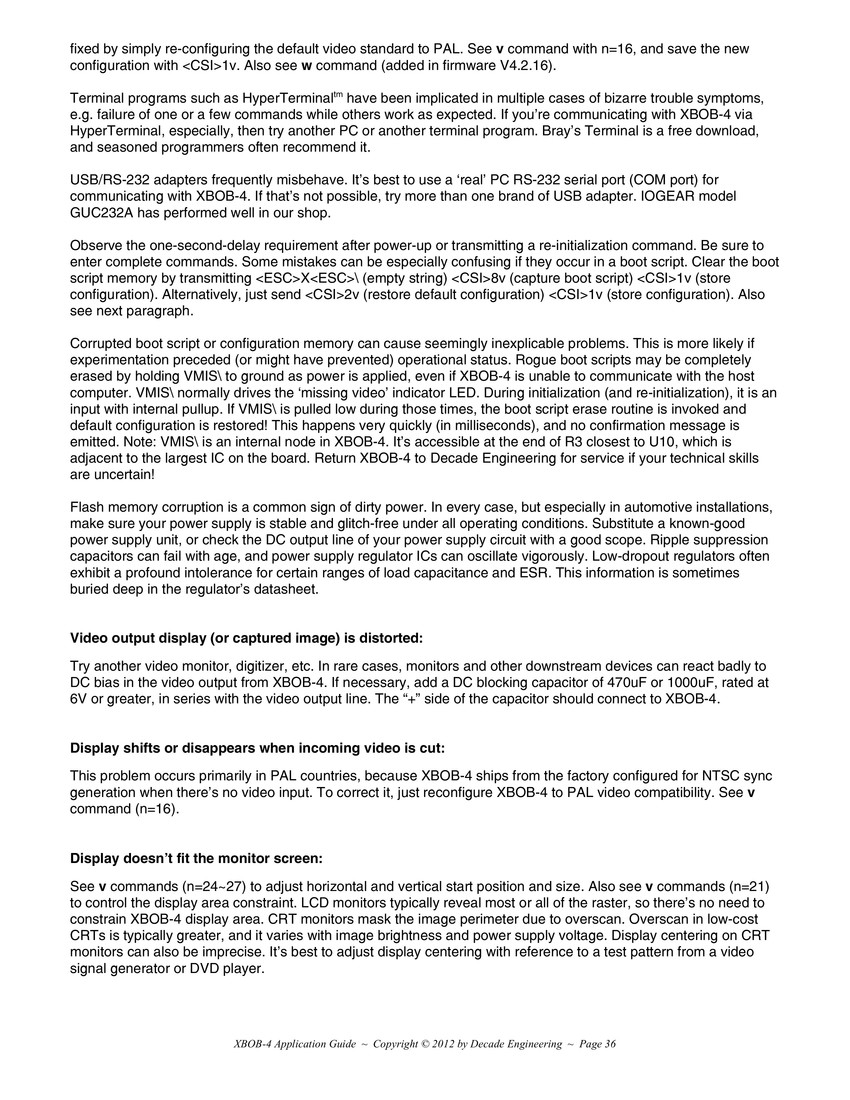 fixed by simply re-configuring the default video standard to PAL. See v command with n=16, and save the new
configuration with <CSI>1v. Also see w command (added in firmware V4.2.16).
Terminal programs such as HyperTerminaltm have been implicated in multiple cases of bizarre trouble symptoms,
e.g. failure of one or a few commands while others work as expected. If you’re communicating with XBOB-4 via
HyperTerminal, especially, then try another PC or another terminal program. Bray’s Terminal is a free download,
and seasoned programmers often recommend it.
USB/RS-232 adapters frequently misbehave. It’s best to use a ‘real’ PC RS-232 serial port (COM port) for
communicating with XBOB-4. If that’s not possible, try more than one brand of USB adapter. IOGEAR model
GUC232A has performed well in our shop.
Observe the one-second-delay requirement after power-up or transmitting a re-initialization command. Be sure to
enter complete commands. Some mistakes can be especially confusing if they occur in a boot script. Clear the boot
script memory by transmitting <ESC>X<ESC>\ (empty string) <CSI>8v (capture boot script) <CSI>1v (store
configuration). Alternatively, just send <CSI>2v (restore default configuration) <CSI>1v (store configuration). Also
see next paragraph.
Corrupted boot script or configuration memory can cause seemingly inexplicable problems. This is more likely if
experimentation preceded (or might have prevented) operational status. Rogue boot scripts may be completely
erased by holding VMIS\ to ground as power is applied, even if XBOB-4 is unable to communicate with the host
computer. VMIS\ normally drives the ‘missing video’ indicator LED. During initialization (and re-initialization), it is an
input with internal pullup. If VMIS\ is pulled low during those times, the boot script erase routine is invoked and
default configuration is restored! This happens very quickly (in milliseconds), and no confirmation message is
emitted. Note: VMIS\ is an internal node in XBOB-4. It’s accessible at the end of R3 closest to U10, which is
adjacent to the largest IC on the board. Return XBOB-4 to Decade Engineering for service if your technical skills
are uncertain!
Flash memory corruption is a common sign of dirty power. In every case, but especially in automotive installations,
make sure your power supply is stable and glitch-free under all operating conditions. Substitute a known-good
power supply unit, or check the DC output line of your power supply circuit with a good scope. Ripple suppression
capacitors can fail with age, and power supply regulator ICs can oscillate vigorously. Low-dropout regulators often
exhibit a profound intolerance for certain ranges of load capacitance and ESR. This information is sometimes
buried deep in the regulator’s datasheet.
Video output display (or captured image) is distorted:
Try another video monitor, digitizer, etc. In rare cases, monitors and other downstream devices can react badly to
DC bias in the video output from XBOB-4. If necessary, add a DC blocking capacitor of 470uF or 1000uF, rated at
6V or greater, in series with the video output line. The “+” side of the capacitor should connect to XBOB-4.
Display shifts or disappears when incoming video is cut:
This problem occurs primarily in PAL countries, because XBOB-4 ships from the factory configured for NTSC sync
generation when there’s no video input. To correct it, just reconfigure XBOB-4 to PAL video compatibility. See v
command (n=16).
Display doesn’t fit the monitor screen:
See v commands (n=24~27) to adjust horizontal and vertical start position and size. Also see v commands (n=21)
to control the display area constraint. LCD monitors typically reveal most or all of the raster, so there’s no need to
constrain XBOB-4 display area. CRT monitors mask the image perimeter due to overscan. Overscan in low-cost
CRTs is typically greater, and it varies with image brightness and power supply voltage. Display centering on CRT
monitors can also be imprecise. It’s best to adjust display centering with reference to a test pattern from a video
signal generator or DVD player.
XBOB-4 Application Guide ~ Copyright © 2012 by Decade Engineering ~ Page 36